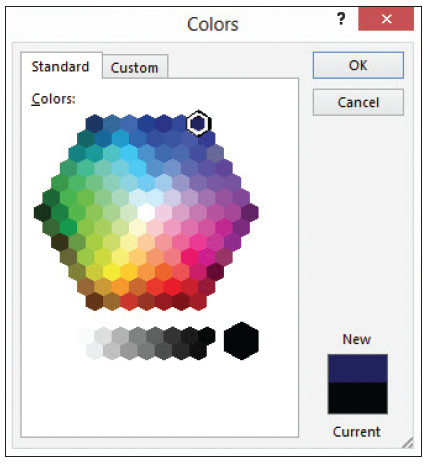 Colors
?
×
Standard
Custom
OK
Cancel
Colors:
New
Current